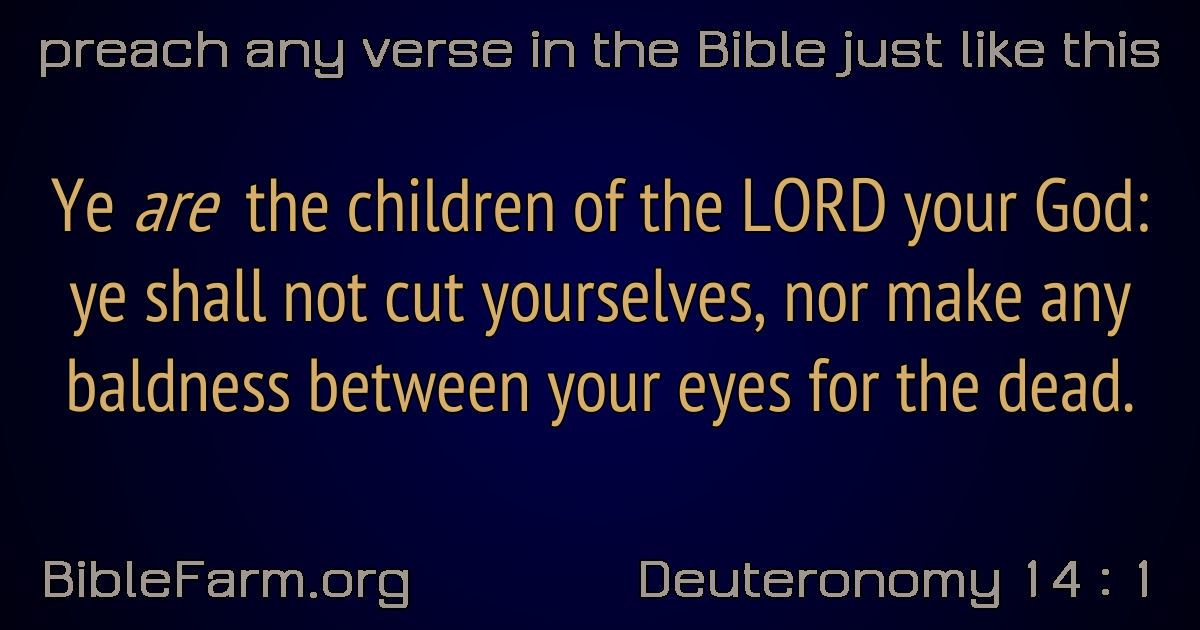 preach any verse in the Bible just like this
Ye are the children of the LORD your God:
ye shall not cut yourselves, nor make any
baldness between your eyes for the dead.
BibleFarm.org
Deuteronomy 14 : 1